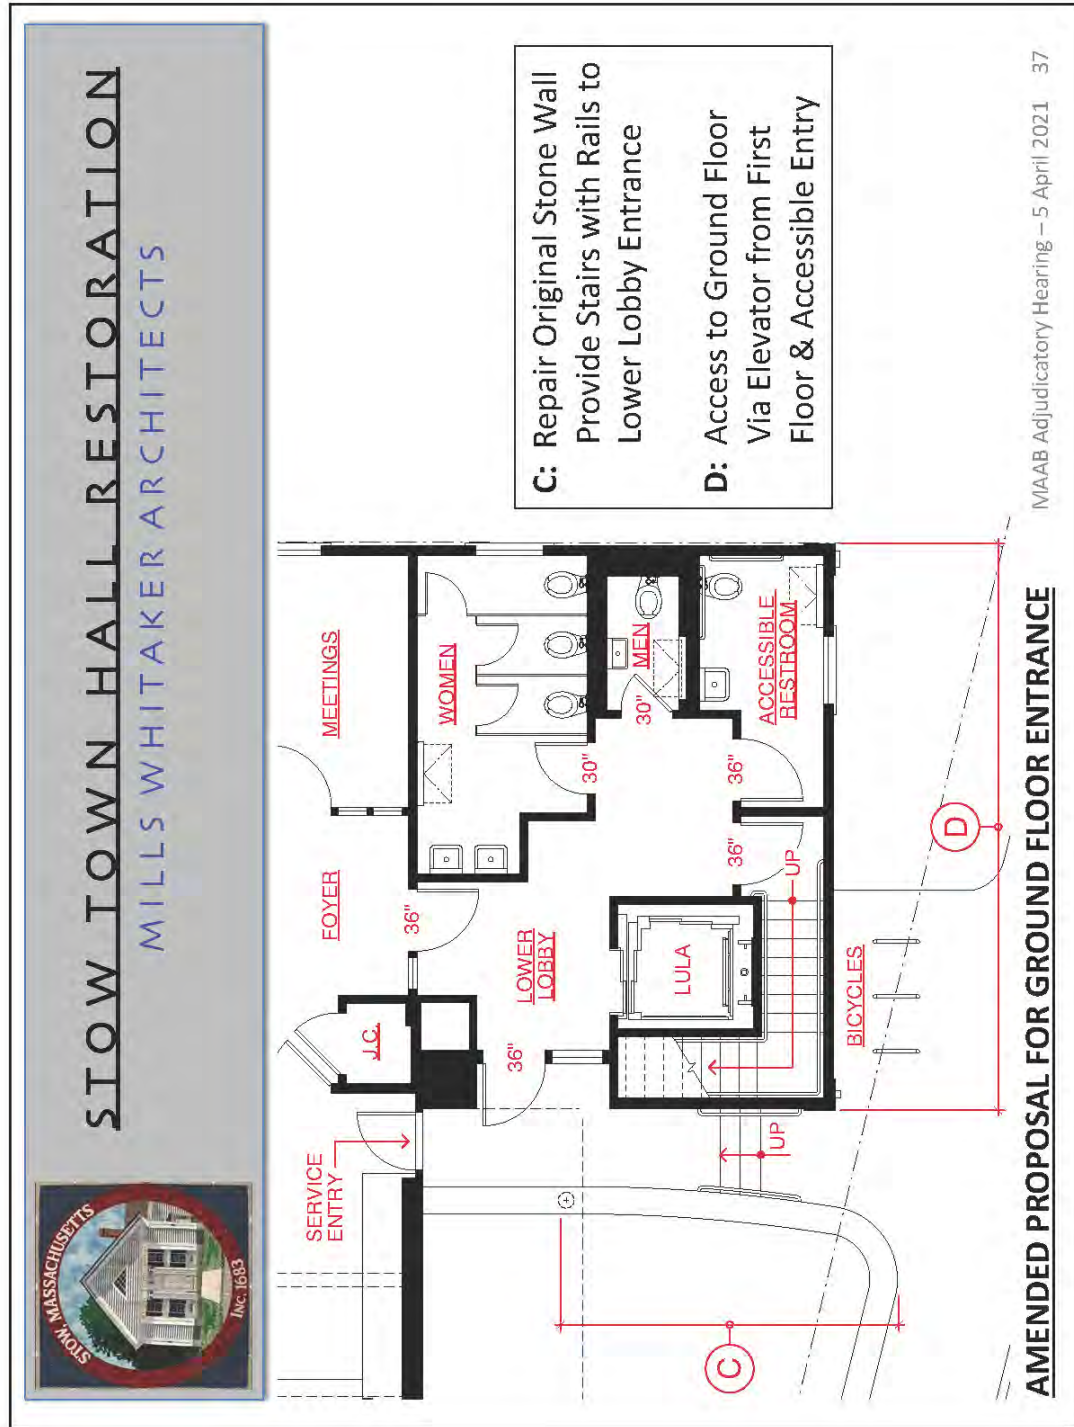 STOW TOWN HALL RESTORATION
MILLS WHITAKER ARCHITECTS
STOW, MASSACHUSETTS
INC. 1683
SERVICE
ENTRY
J.C.
FOYER
MEETINGS
36"
WOMEN
36"
LOWER
LOBBY
30"
MEN
30"
LULA
36"
36"
ACCESSIBLE
RESTROOM
UP
UP
BICYCLES
C
D
C: Repair Original Stone Wall
Provide Stairs with Rails to
Lower Lobby Entrance
D: Access to Ground Floor
Via Elevator from First
Floor & Accessible Entry
AMENDED PROPOSAL FOR GROUND FLOOR ENTRANCE
MAAB Adjudicatory Hearing – 5 April 2021 37